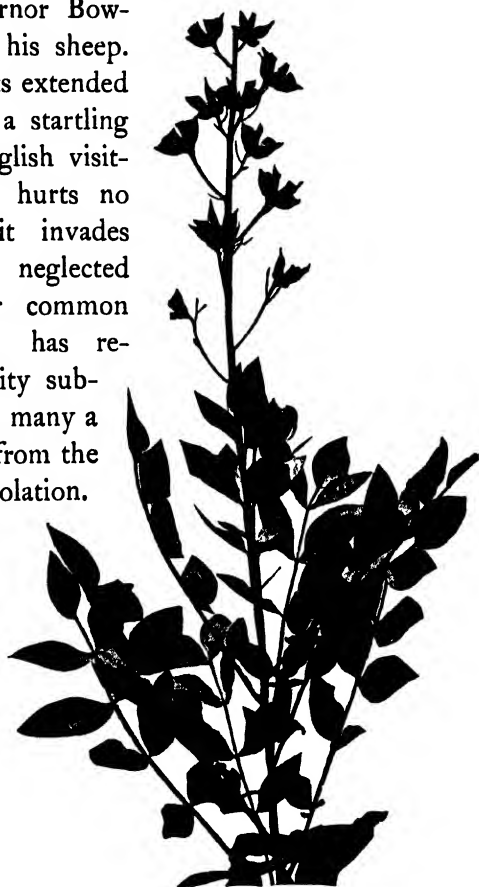 rnor Bow-
his sheep.
s extended
a startling
glish visit-
hurts no
it invades
neglected
common
has re-
ity sub-
many a
from the
olation.